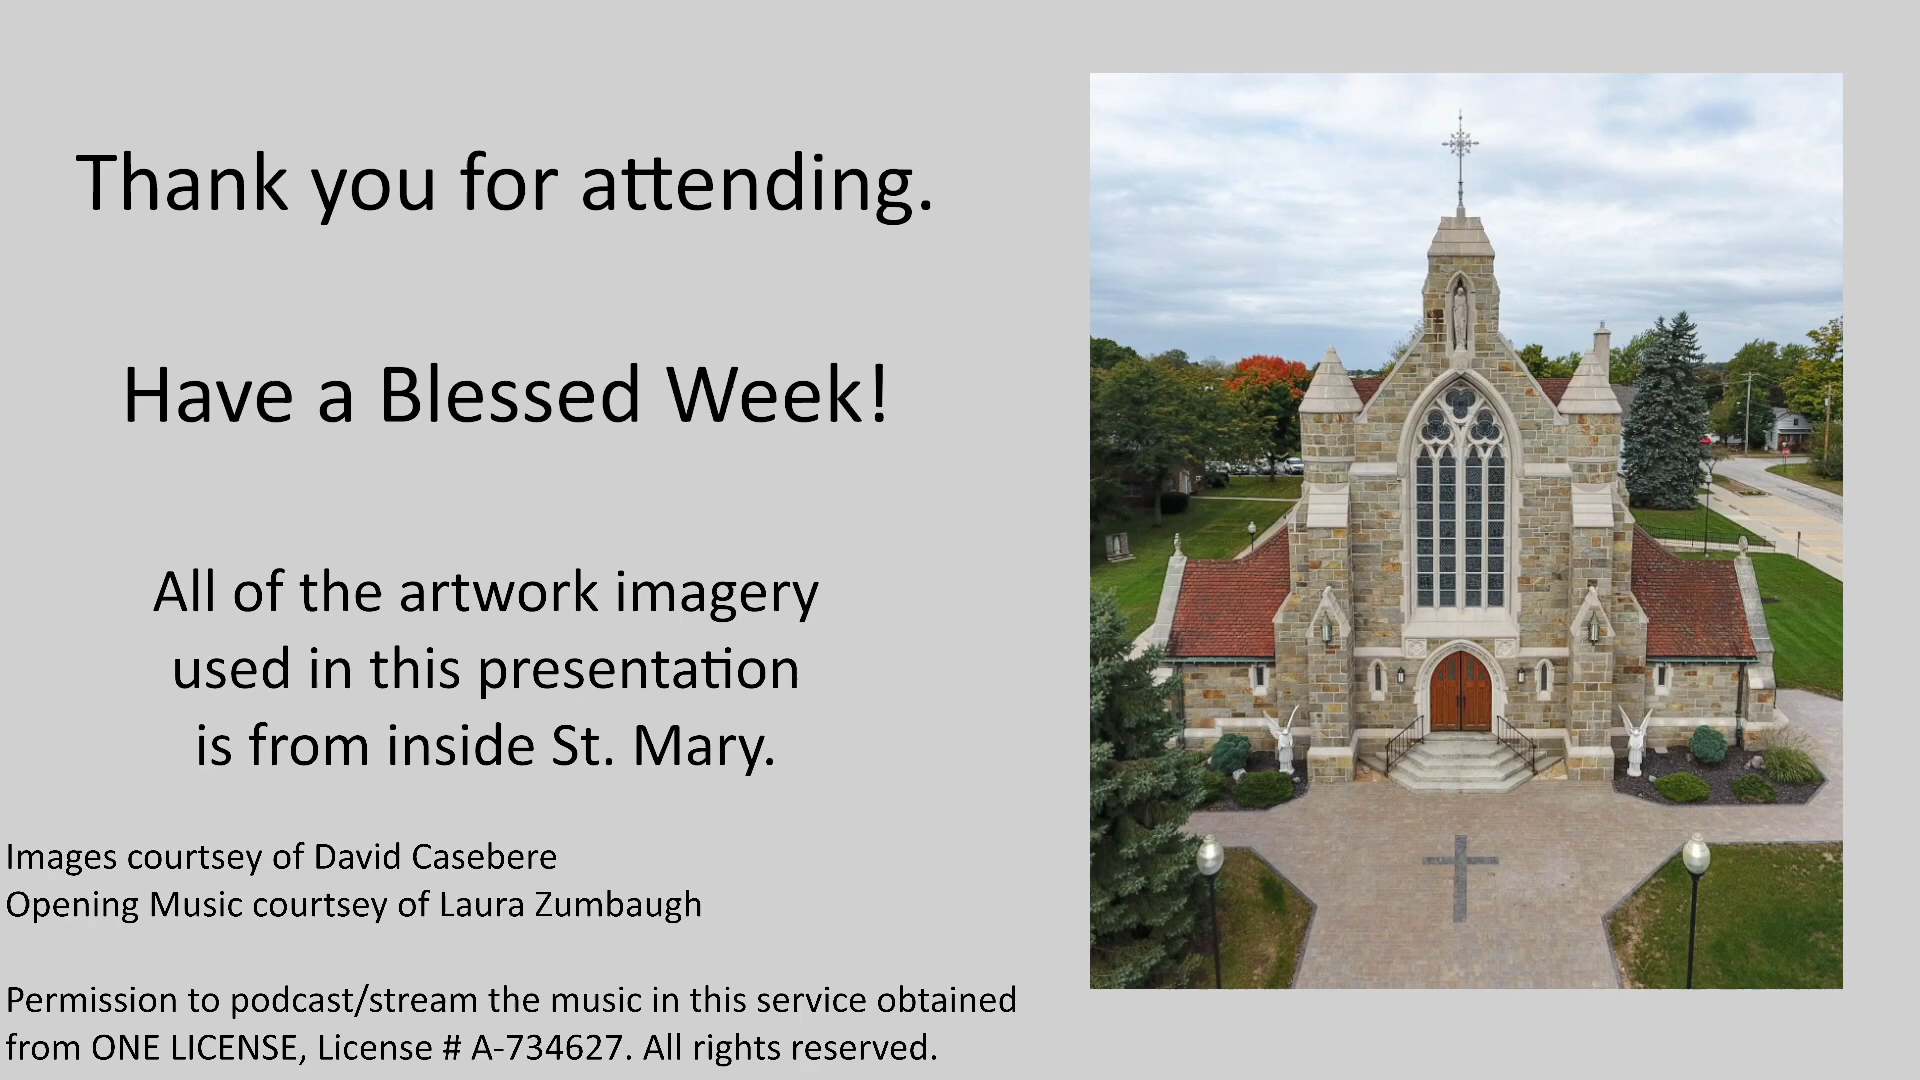 Thank you for attending.
Have a Blessed Week!
All of the artwork imagery
used in this presentation
is from inside St. Mary.
Images courtsey of David Casebere
Opening Music courtsey of Laura Zumbaugh
Permission to podcast/stream the music in this service obtained
from ONE LICENSE, License # A-734627. All rights reserved.